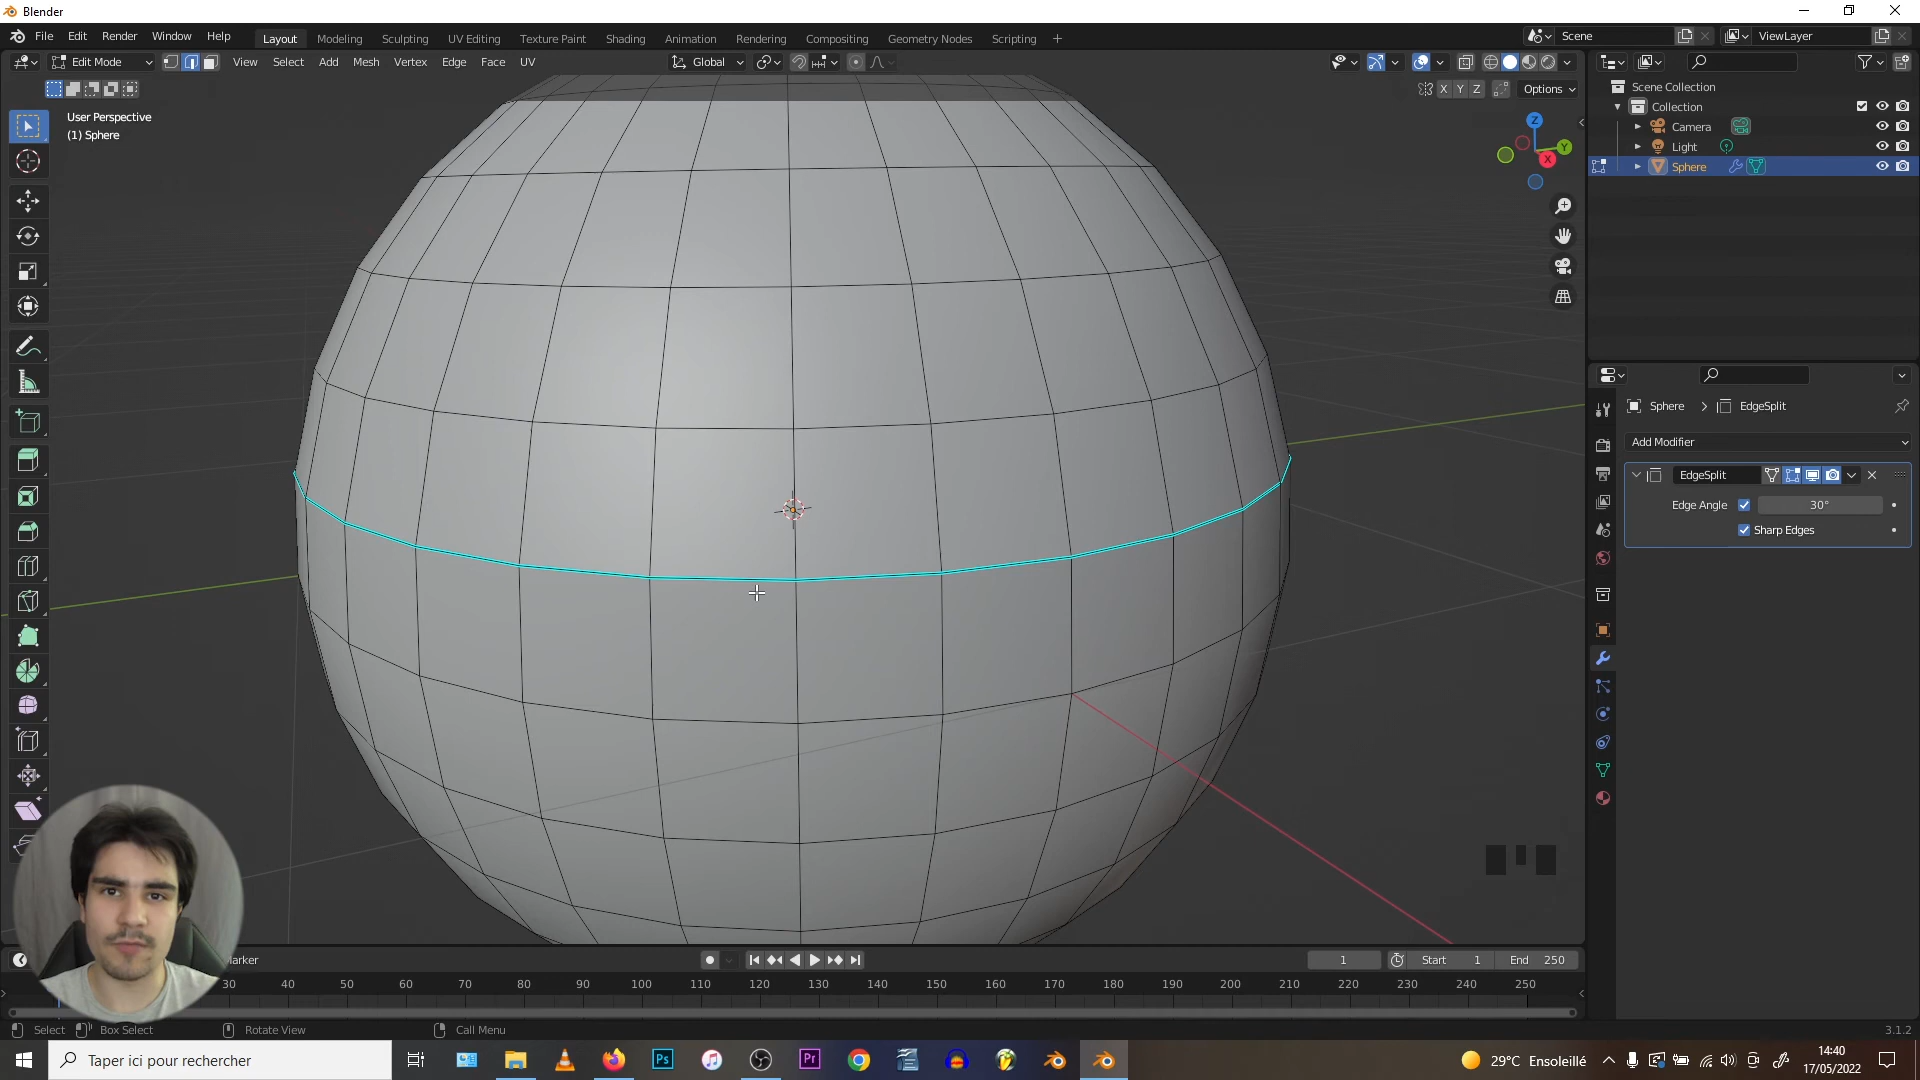 Blender
File Edit Render Window Help
Layout Modeling Sculpting UV Editing Texture Paint Shading Animation Rendering Compositing Geometry Nodes Scripting +
Scene
ViewLayer
Edit Mode
View Select Add Mesh Vertex Edge Face UV
Global
X Y Z
Options
User Perspective
(1) Sphere
Z
Y
X
Scene Collection
Collection
Camera
Light
Sphere
Sphere > EdgeSplit
Add Modifier
EdgeSplit
Edge Angle 30°
Sharp Edges
arker
1
Start 1
End 250
30 40 50 60 70 80 90 100 110 120 130 140 150 160 170 180 190 200 210 220 230 240 250
Select Box Select Rotate View Call Menu
3.1.2
Taper ici pour rechercher
Ps
Pr
29°C Ensoleillé
14:40
17/05/2022